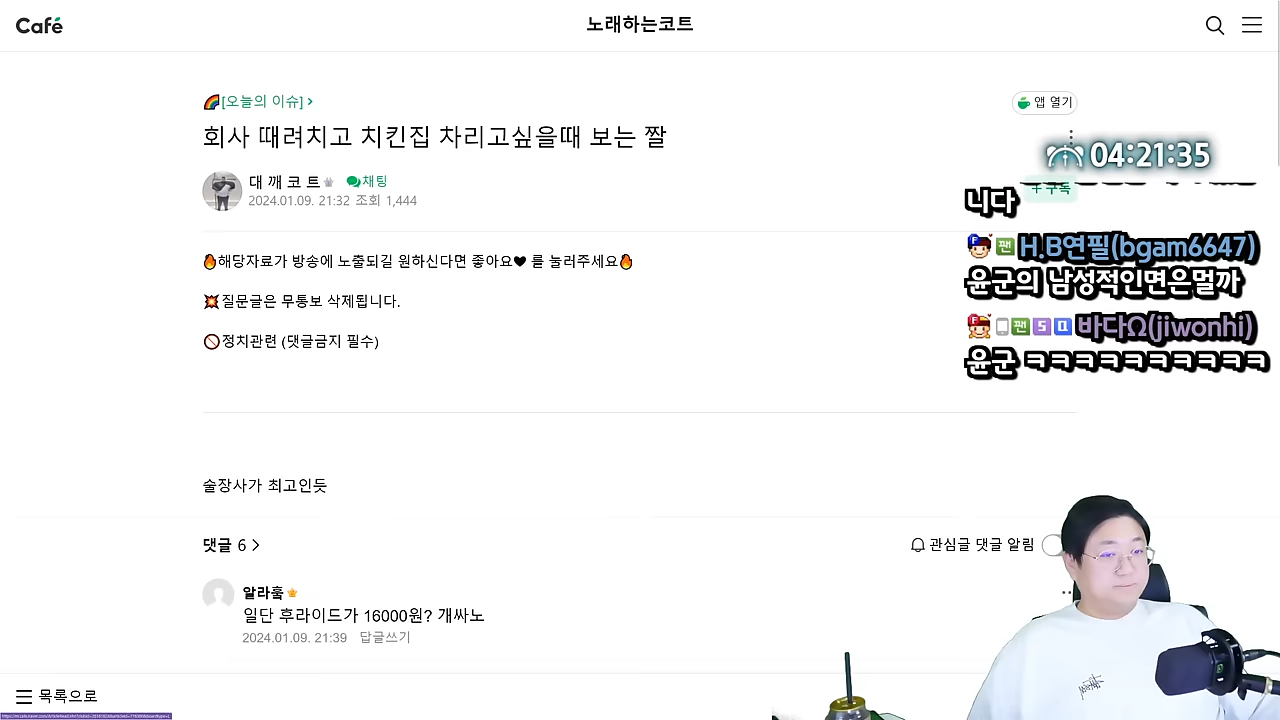 Café
노래하는코트
[오늘의 이슈] >
앱 열기
회사 때려치고 치킨집 차리고싶을때 보는 짤
04:21:35
대 깨 코 트 채팅
2024.01.09. 21:32 조회 1,444
+ 구독
니다
H.B연필(bgam6647)
윤군의 남성적인면은멀까
바다Ω(jiwonhi)
윤군 ㅋㅋㅋㅋㅋㅋㅋㅋㅋㅋ
해당자료가 방송에 노출되길 원하신다면 좋아요 를 눌러주세요
질문글은 무통보 삭제됩니다.
정치관련 (댓글금지 필수)
술장사가 최고인듯
댓글 6 >
관심글 댓글 알림
알라훜
일단 후라이드가 16000원? 개싸노
2024.01.09. 21:39 답글쓰기
목록으로